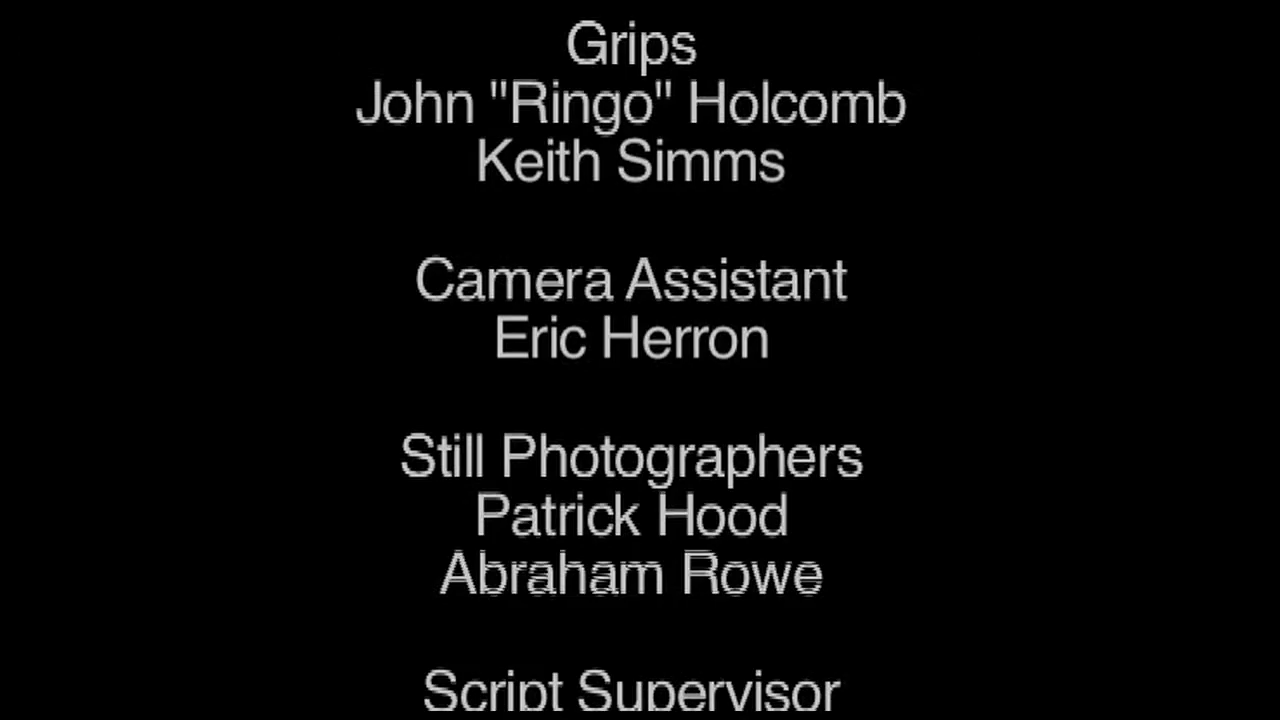 Grips
John "Ringo" Holcomb
Keith Simms
Camera Assistant
Eric Herron
Still Photographers
Patrick Hood
Abraham Rowe
Script Supervisor